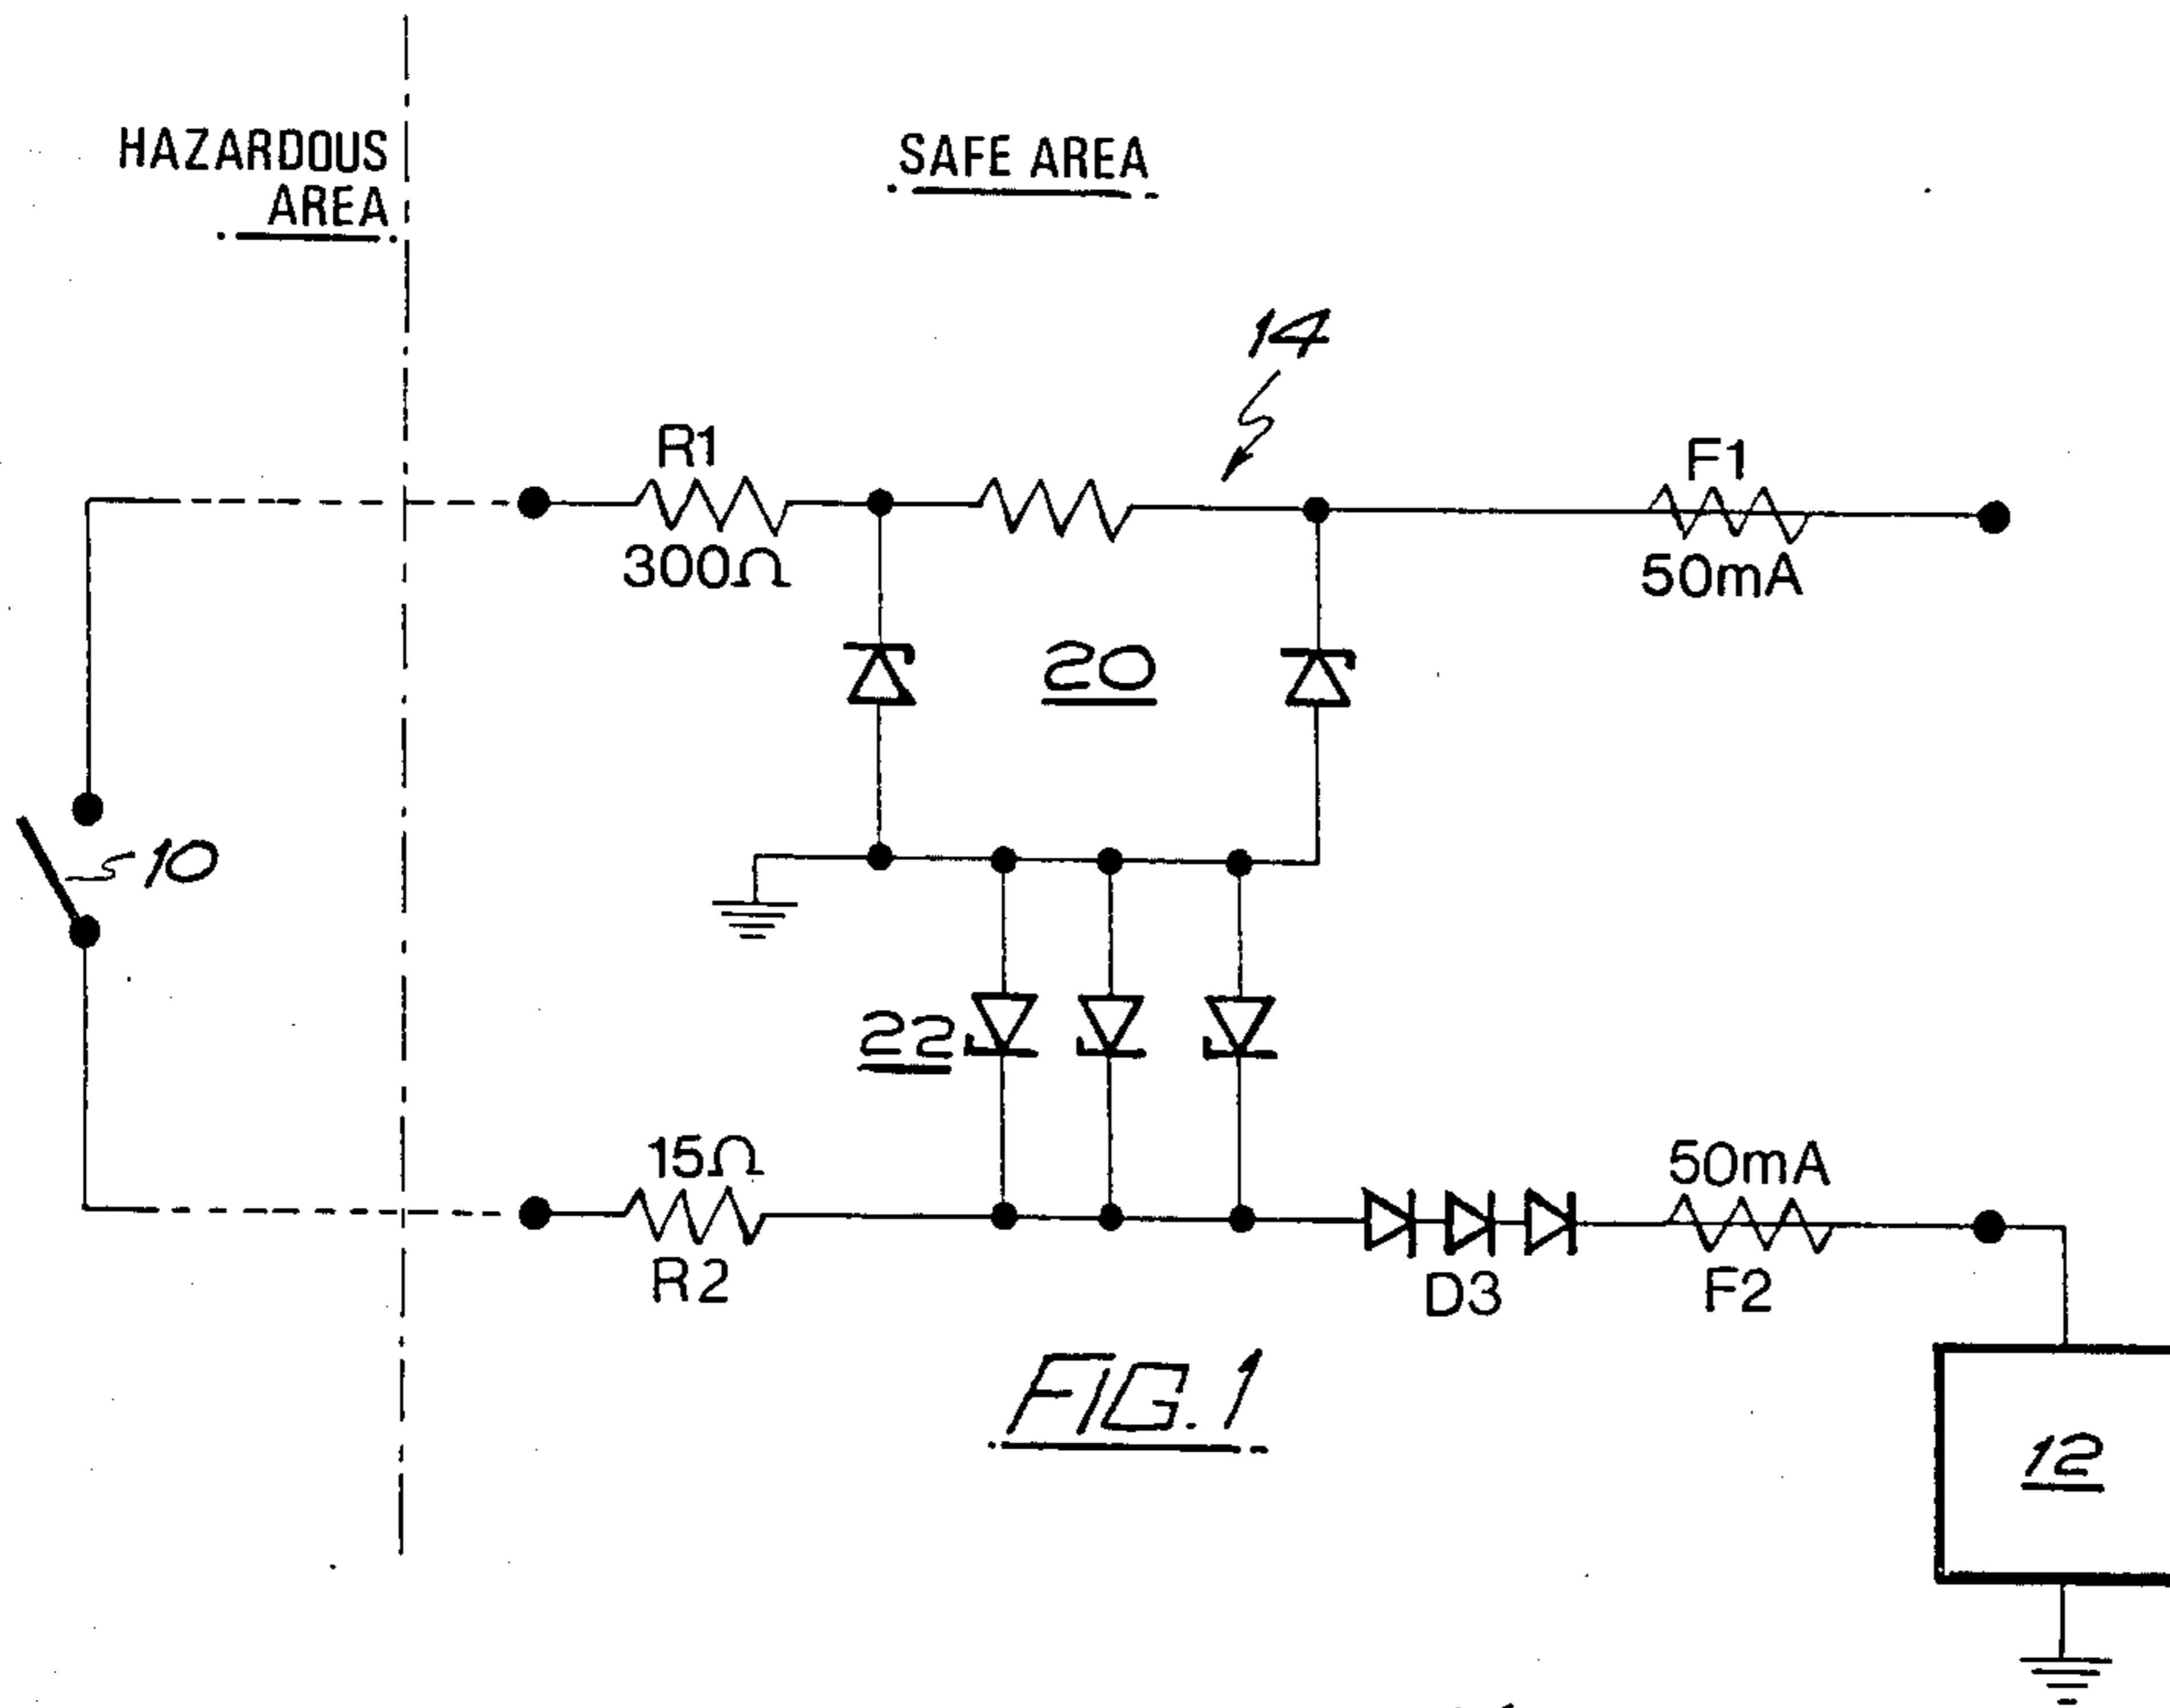 HAZARDOUS
AREA
SAFE AREA
14
R1
300Ω
F1
50mA
20
10
22
15Ω
R2
50mA
D3
F2
FIG. 1
12